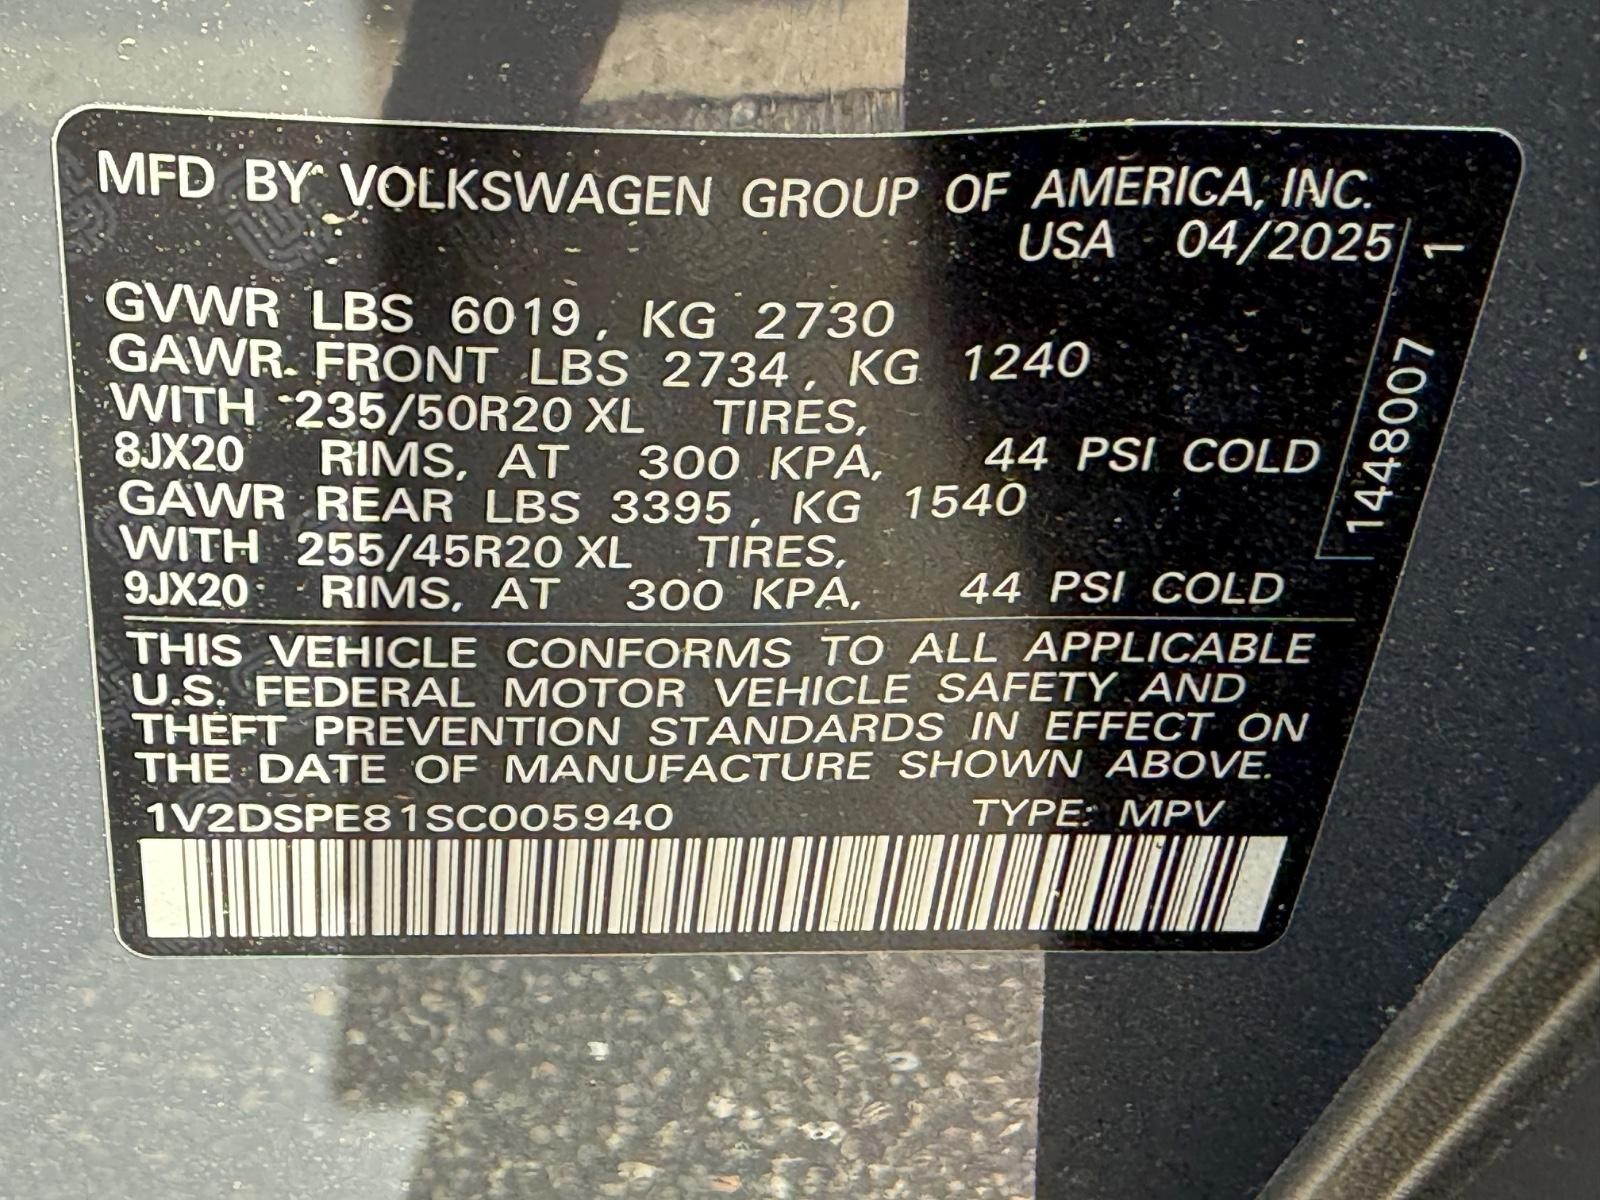 MFD BY VOLKSWAGEN GROUP OF AMERICA, INC.
USA 04/2025
GVWR LBS 6019, KG 2730
GAWR FRONT LBS 2734, KG 1240
WITH 235/50R20 XL TIRES,
8JX20 RIMS, AT 300 KPA, 44 PSI COLD
GAWR REAR LBS 3395, KG 1540
WITH 255/45R20 XL TIRES,
9JX20 RIMS, AT 300 KPA, 44 PSI COLD
THIS VEHICLE CONFORMS TO ALL APPLICABLE
U.S. FEDERAL MOTOR VEHICLE SAFETY AND
THEFT PREVENTION STANDARDS IN EFFECT ON
THE DATE OF MANUFACTURE SHOWN ABOVE.
1V2DSPE81SC005940 TYPE: MPV
1448007 1